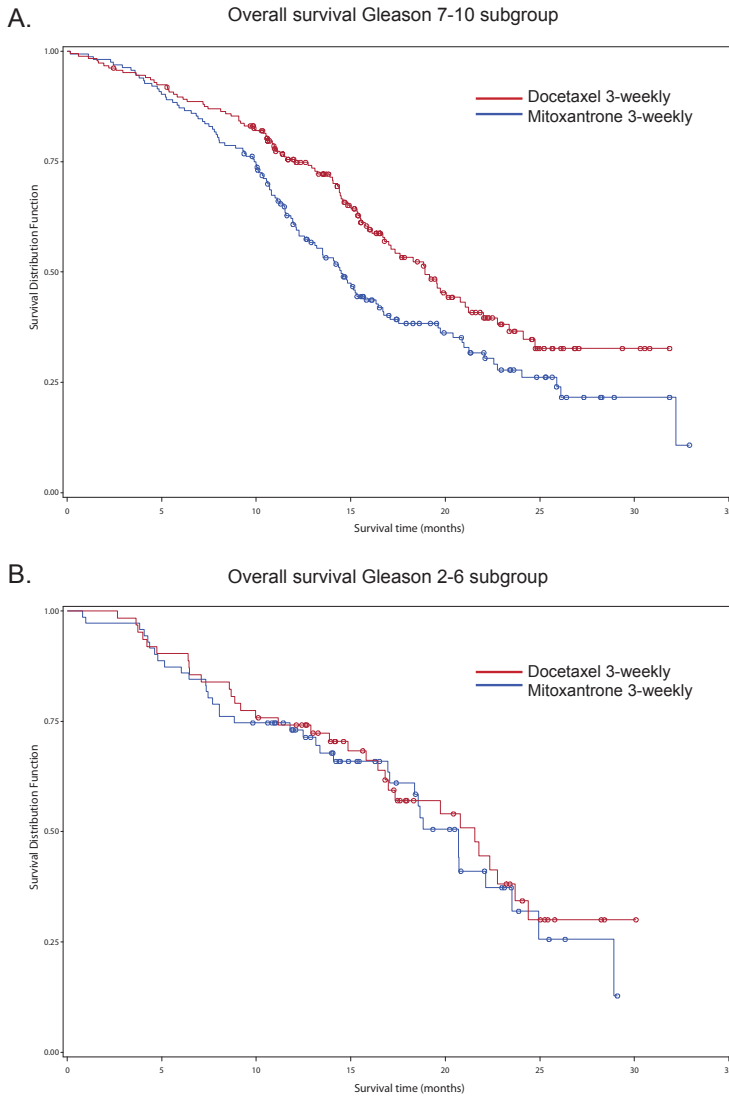 A.
Overall survival Gleason 7-10 subgroup
1.00
Docetaxel 3-weekly
Mitoxantrone 3-weekly
0.75
Survival Distribution Function
0.50
0.25
0.00
0 5 10 15 20 25 30 35
Survival time (months)
B.
Overall survival Gleason 2-6 subgroup
1.00
Docetaxel 3-weekly
Mitoxantrone 3-weekly
0.75
Survival Distribution Function
0.50
0.25
0.00
0 5 10 15 20 25 30 35
Survival time (months)